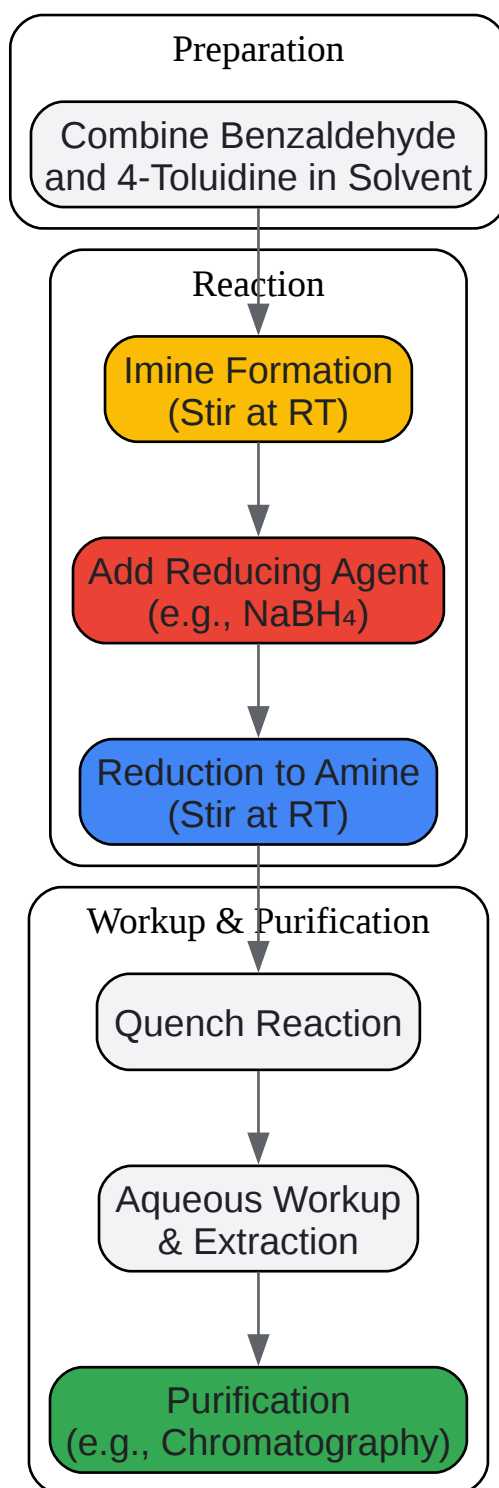 Preparation
Combine Benzaldehyde
and 4-Toluidine in Solvent
Reaction
Imine Formation
(Stir at RT)
Add Reducing Agent
(e.g., NaBH₄)
Reduction to Amine
(Stir at RT)
Workup & Purification
Quench Reaction
Aqueous Workup
& Extraction
Purification
(e.g., Chromatography)